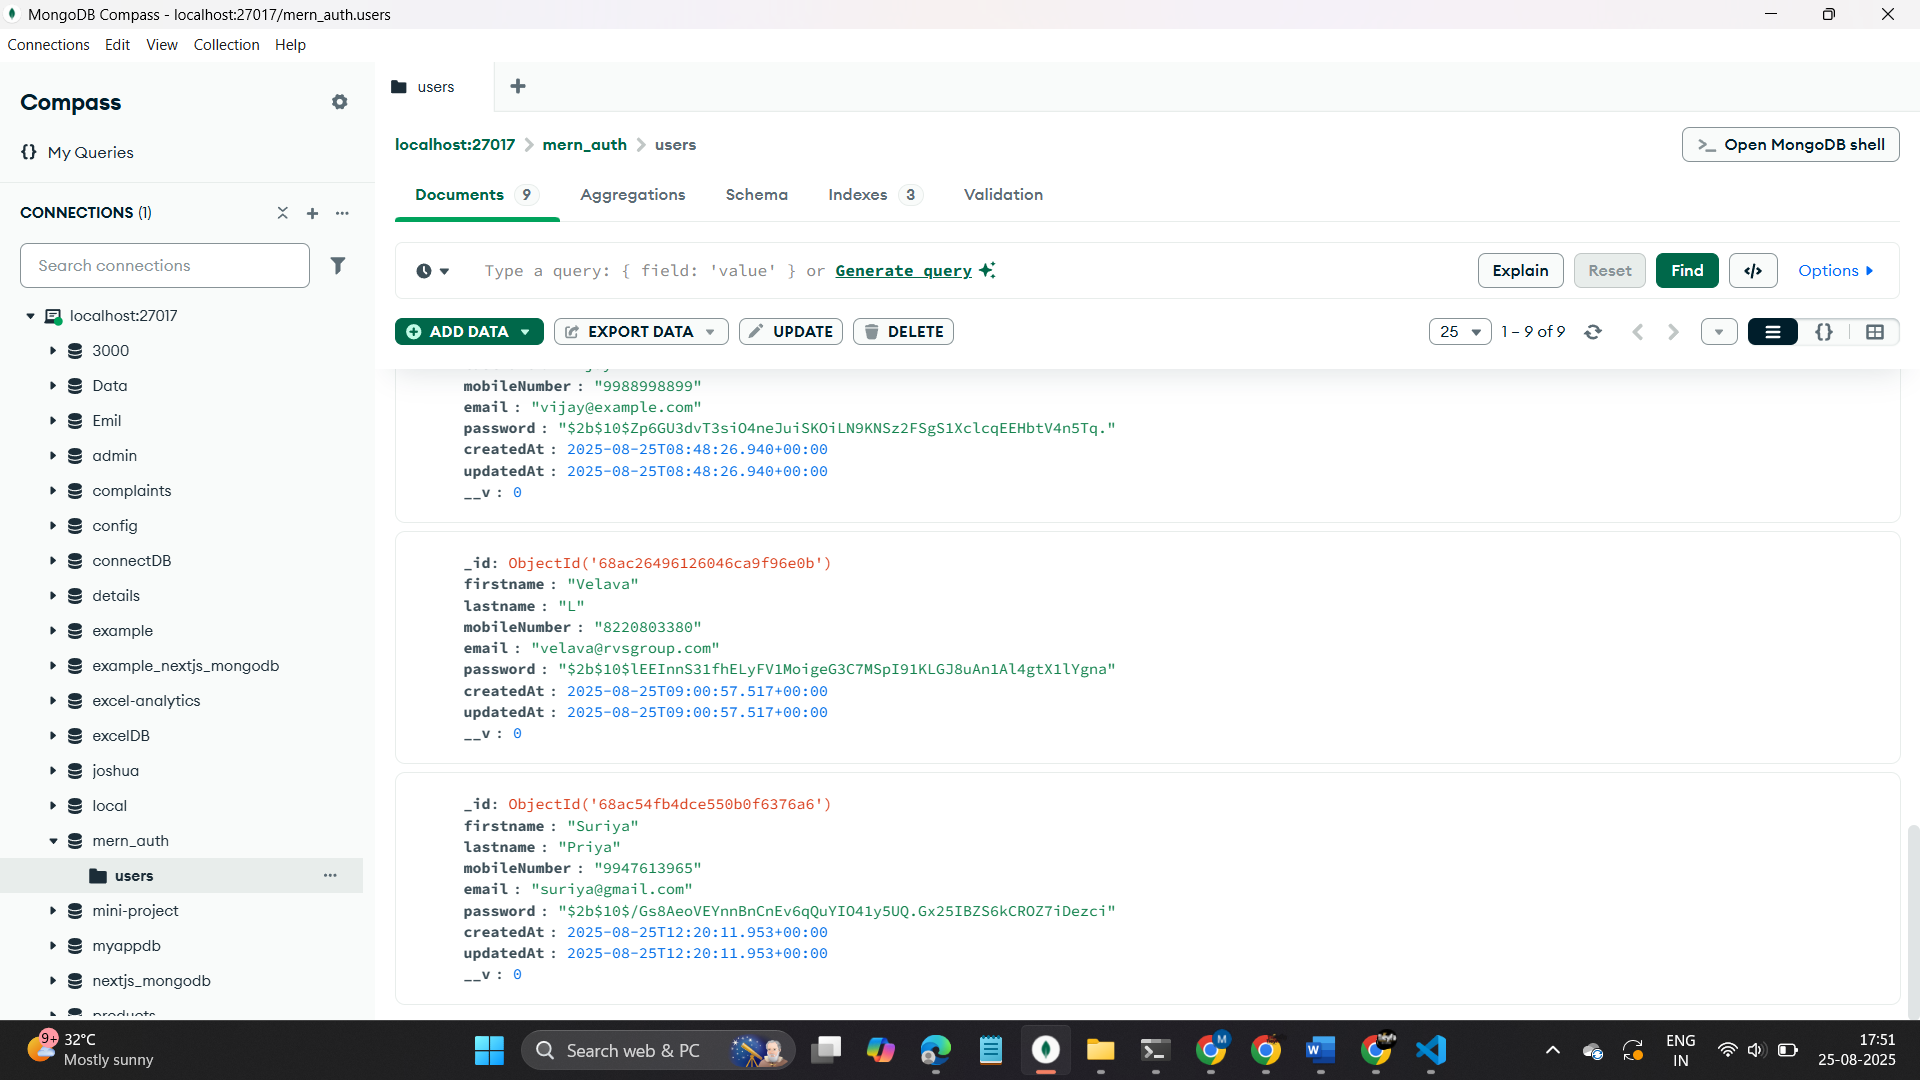 MongoDB Compass - localhost:27017/mern_auth.users
Connections Edit View Collection Help
Compass
My Queries
CONNECTIONS (1)
Search connections
localhost:27017
3000
Data
Emil
admin
complaints
config
connectDB
details
example
example_nextjs_mongodb
excel-analytics
excelDB
joshua
local
mern_auth
users
mini-project
myappdb
nextjs_mongodb
products
users
localhost:27017 > mern_auth > users
>_ Open MongoDB shell
Documents 9 Aggregations Schema Indexes 3 Validation
Type a query: { field: 'value' } or Generate query
Explain Reset Find </> Options
ADD DATA EXPORT DATA UPDATE DELETE
25 1 – 9 of 9 {}
mobileNumber : "9988998899"
email : "vijay@example.com"
password : "$2b$10$Zp6GU3dvT3siO4neJuiSKOiLN9KNSz2FSgS1XclcqEEHbtV4n5Tq."
createdAt : 2025-08-25T08:48:26.940+00:00
updatedAt : 2025-08-25T08:48:26.940+00:00
__v : 0
_id: ObjectId('68ac26496126046ca9f96e0b')
firstname : "Velava"
lastname : "L"
mobileNumber : "8220803380"
email : "velava@rvsgroup.com"
password : "$2b$10$lEEInnS31fhELyFV1MoigeG3C7MSpI91KLGJ8uAn1Al4gtX1lYgna"
createdAt : 2025-08-25T09:00:57.517+00:00
updatedAt : 2025-08-25T09:00:57.517+00:00
__v : 0
_id: ObjectId('68ac54fb4dce550b0f6376a6')
firstname : "Suriya"
lastname : "Priya"
mobileNumber : "9947613965"
email : "suriya@gmail.com"
password : "$2b$10$/Gs8AeoVEYnnBnCnEv6qQuYIO41y5UQ.Gx25IBZS6kCROZ7iDezci"
createdAt : 2025-08-25T12:20:11.953+00:00
updatedAt : 2025-08-25T12:20:11.953+00:00
__v : 0
9+
32°C
Mostly sunny
Search web & PC
M
W
ENG
IN
17:51
25-08-2025